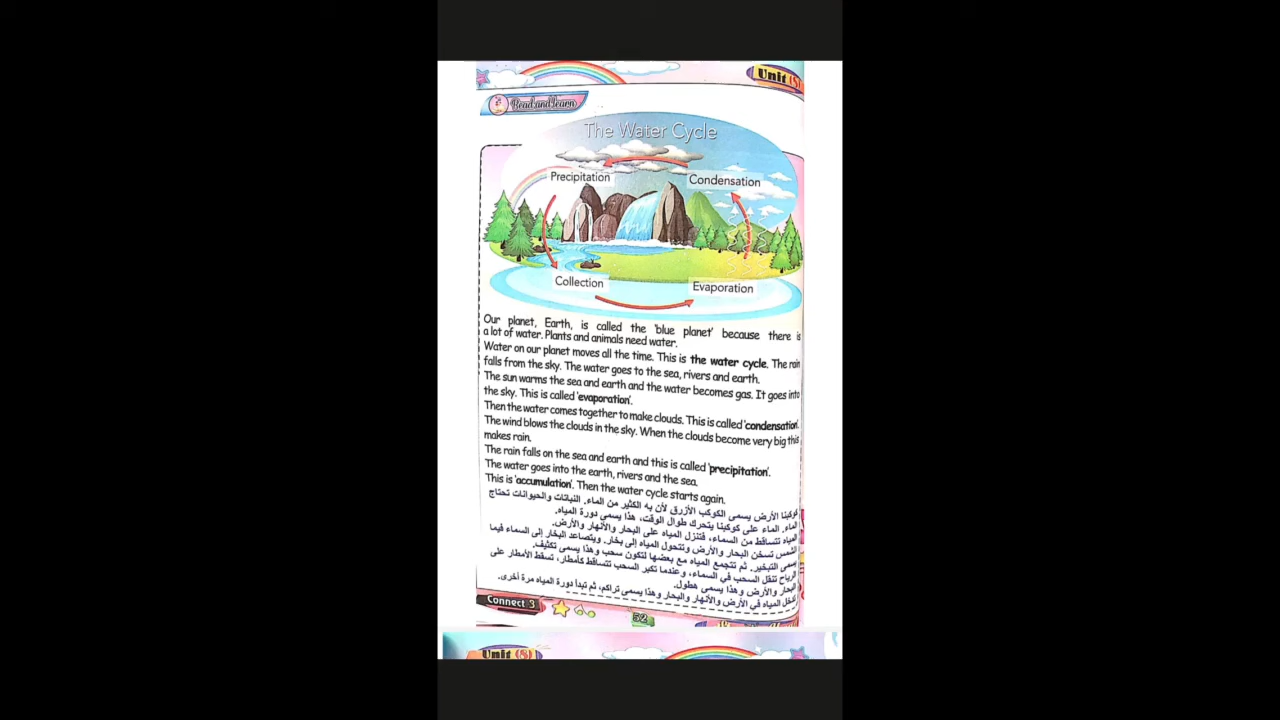 Unit (8)
Read and learn
The Water Cycle
Precipitation
Condensation
Collection
Evaporation
Our planet, Earth, is called the 'blue planet' because there is
a lot of water. Plants and animals need water.
Water on our planet moves all the time. This is the water cycle. The rain
falls from the sky. The water goes to the sea, rivers and earth.
The sun warms the sea and earth and the water becomes gas. It goes into
the sky. This is called 'evaporation'.
Then the water comes together to make clouds. This is called 'condensation'.
The wind blows the clouds in the sky. When the clouds become very big this
makes rain.
The rain falls on the sea and earth and this is called 'precipitation'.
The water goes into the earth, rivers and the sea.
This is 'accumulation'. Then the water cycle starts again.
كوكبنا الأرض يسمى الكوكب الأزرق لأن به الكثير من الماء. النباتات والحيوانات تحتاج
الماء. الماء على كوكبنا يتحرك طوال الوقت، هذا يسمى دورة المياه.
المياه تتساقط من السماء، فتنزل المياه على البحار والأنهار والأرض.
الشمس تسخن البحار والأرض وتتحول المياه إلى بخار. ويتصاعد البخار إلى السماء فيما
يسمى التبخير. ثم تتجمع المياه مع بعضها لتكون سحب وهذا يسمى تكثيف.
الرياح تنقل السحب في السماء، وعندما تكبر السحب تتساقط كأمطار، تسقط الأمطار على
البحار والأرض وهذا يسمى هطول.
تدخل المياه في الأرض والأنهار والبحار وهذا يسمى تراكم، ثم تبدأ دورة المياه مرة أخرى.
Connect 3
52
Unit (8)